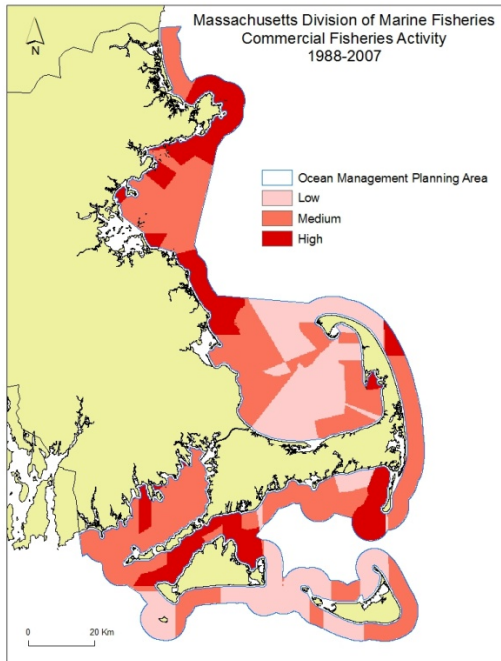 Massachusetts Division of Marine Fisheries
Commercial Fisheries Activity
1988-2007
N
Ocean Management Planning Area
Low
Medium
High
0 20 Km